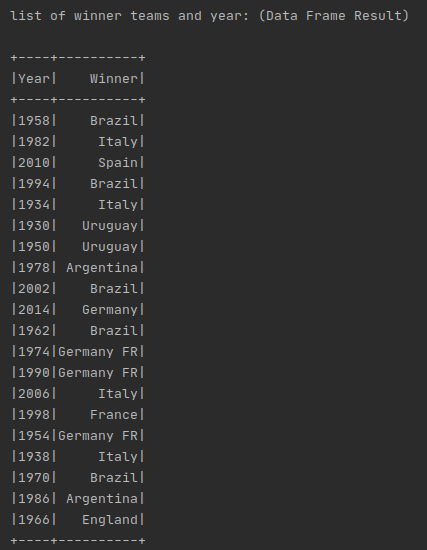 list of winner teams and year: (Data Frame Result)
+----+----------+
|Year|    Winner|
+----+----------+
|1958|    Brazil|
|1982|     Italy|
|2010|     Spain|
|1994|    Brazil|
|1934|     Italy|
|1930|   Uruguay|
|1950|   Uruguay|
|1978| Argentina|
|2002|    Brazil|
|2014|   Germany|
|1962|    Brazil|
|1974|Germany FR|
|1990|Germany FR|
|2006|     Italy|
|1998|    France|
|1954|Germany FR|
|1938|     Italy|
|1970|    Brazil|
|1986| Argentina|
|1966|   England|
+----+----------+